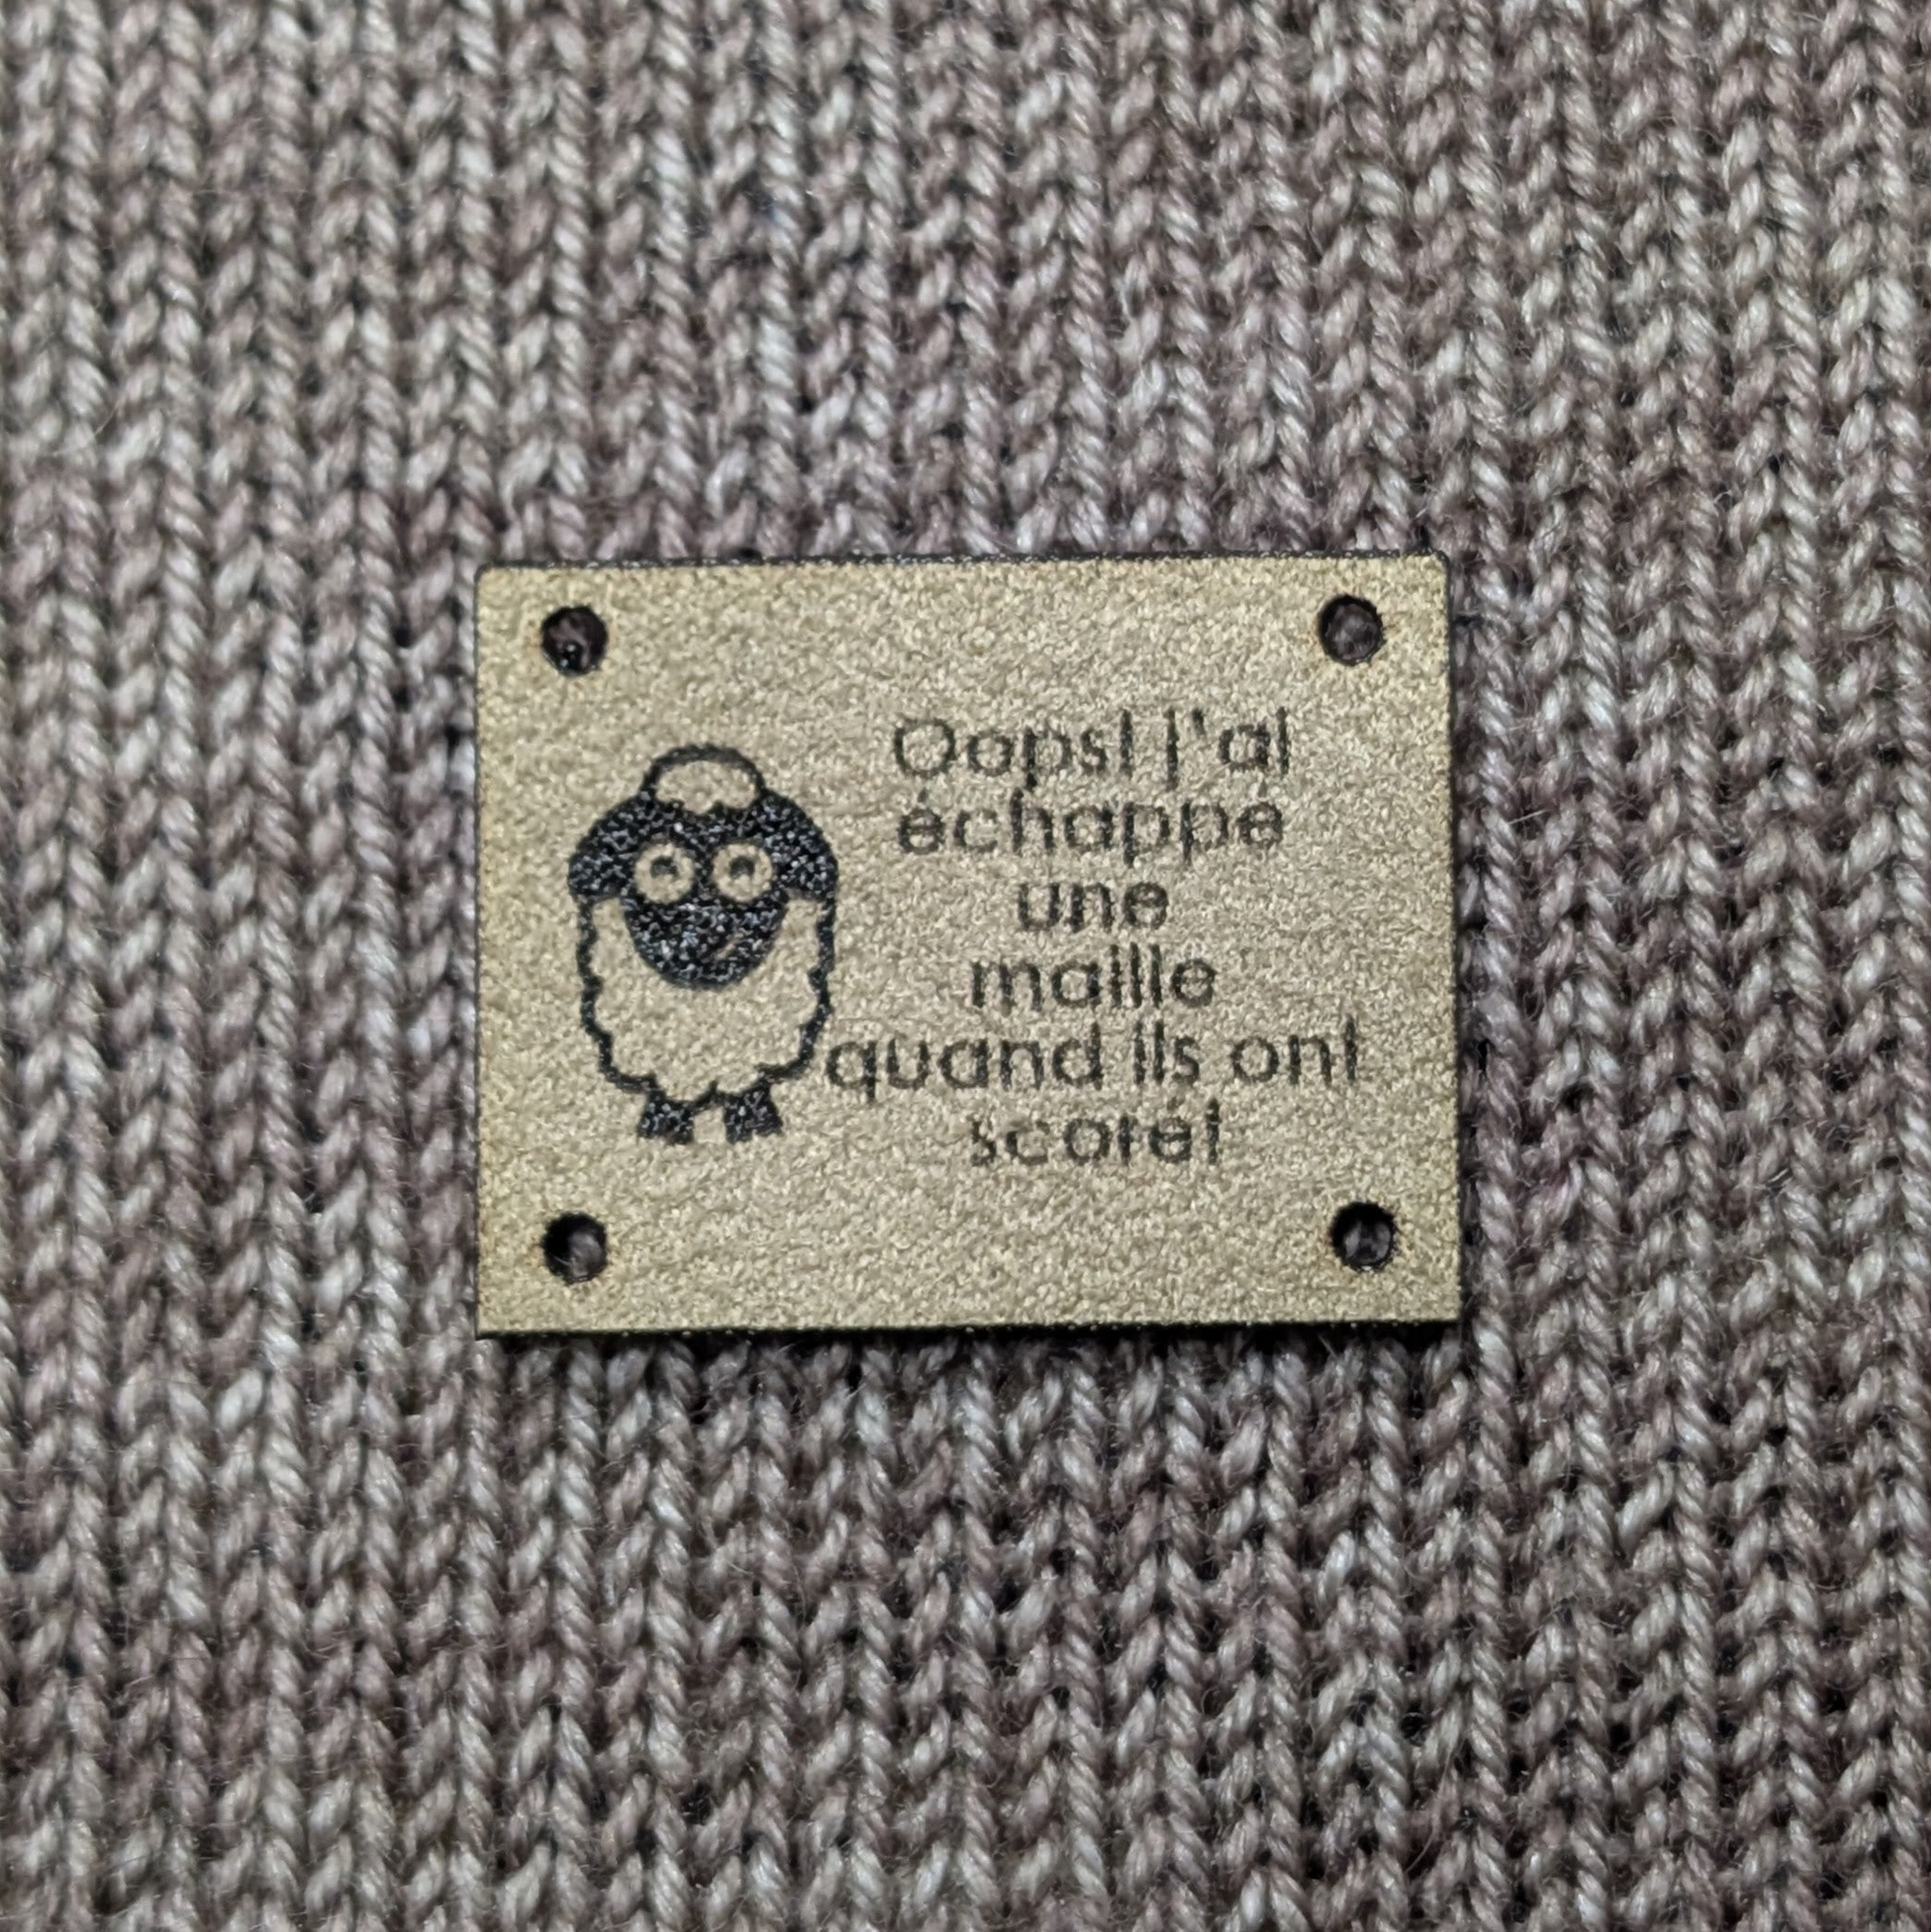 Oops! j'ai
échappé
une
maille
quand ils ont
scoré!